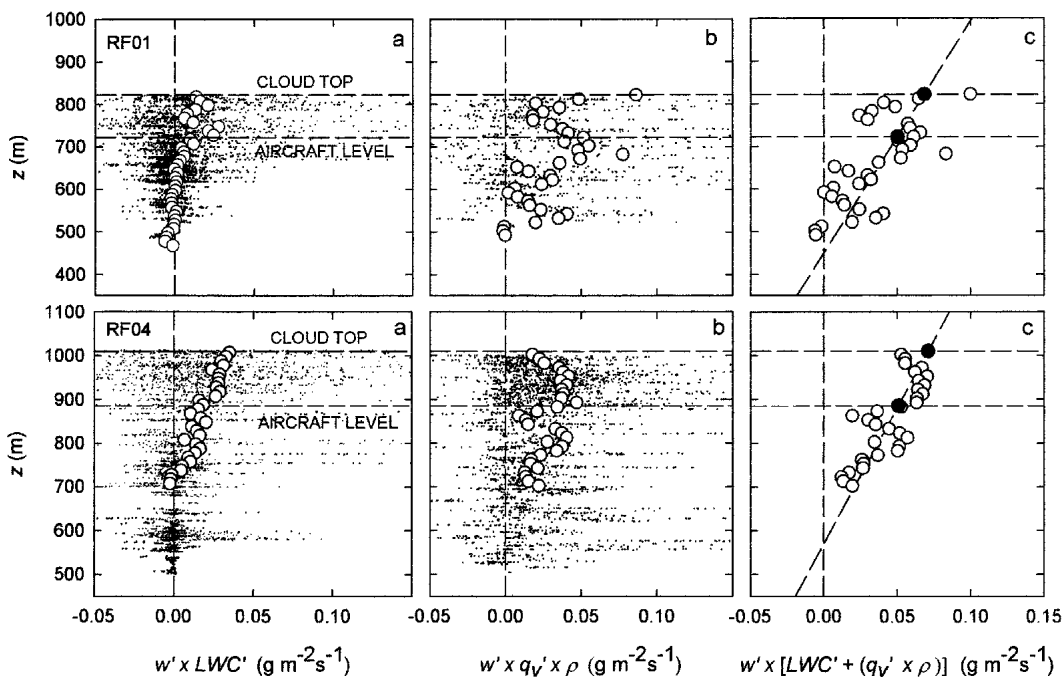 1000
900
800
700
600
500
400
z (m)
RF01
a
CLOUD TOP
AIRCRAFT LEVEL
b
c
1100
1000
900
800
700
600
500
z (m)
RF04
a
CLOUD TOP
AIRCRAFT LEVEL
b
c
-0.05 0.00 0.05 0.10
-0.05 0.00 0.05 0.10
-0.05 0.00 0.05 0.10 0.15
w' x LWC' (g m⁻²s⁻¹)
w' x qᵥ' x ρ (g m⁻²s⁻¹)
w' x [LWC' + (qᵥ' x ρ)] (g m⁻²s⁻¹)